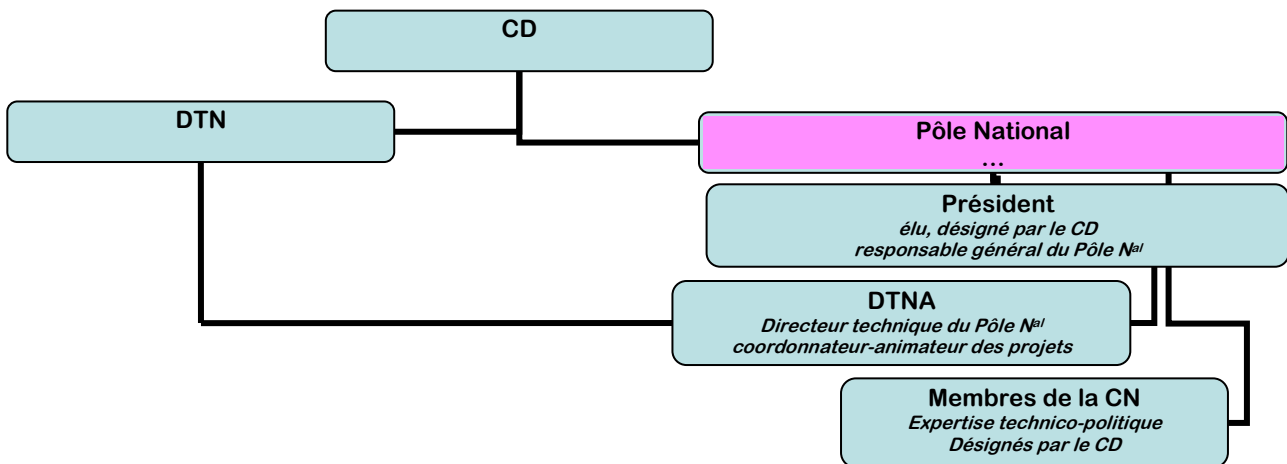 CD
DTN
Pôle National
...
Président
élu, désigné par le CD
responsable général du Pôle Nal
DTNA
Directeur technique du Pôle Nal
coordonnateur-animateur des projets
Membres de la CN
Expertise technico-politique
Désignés par le CD